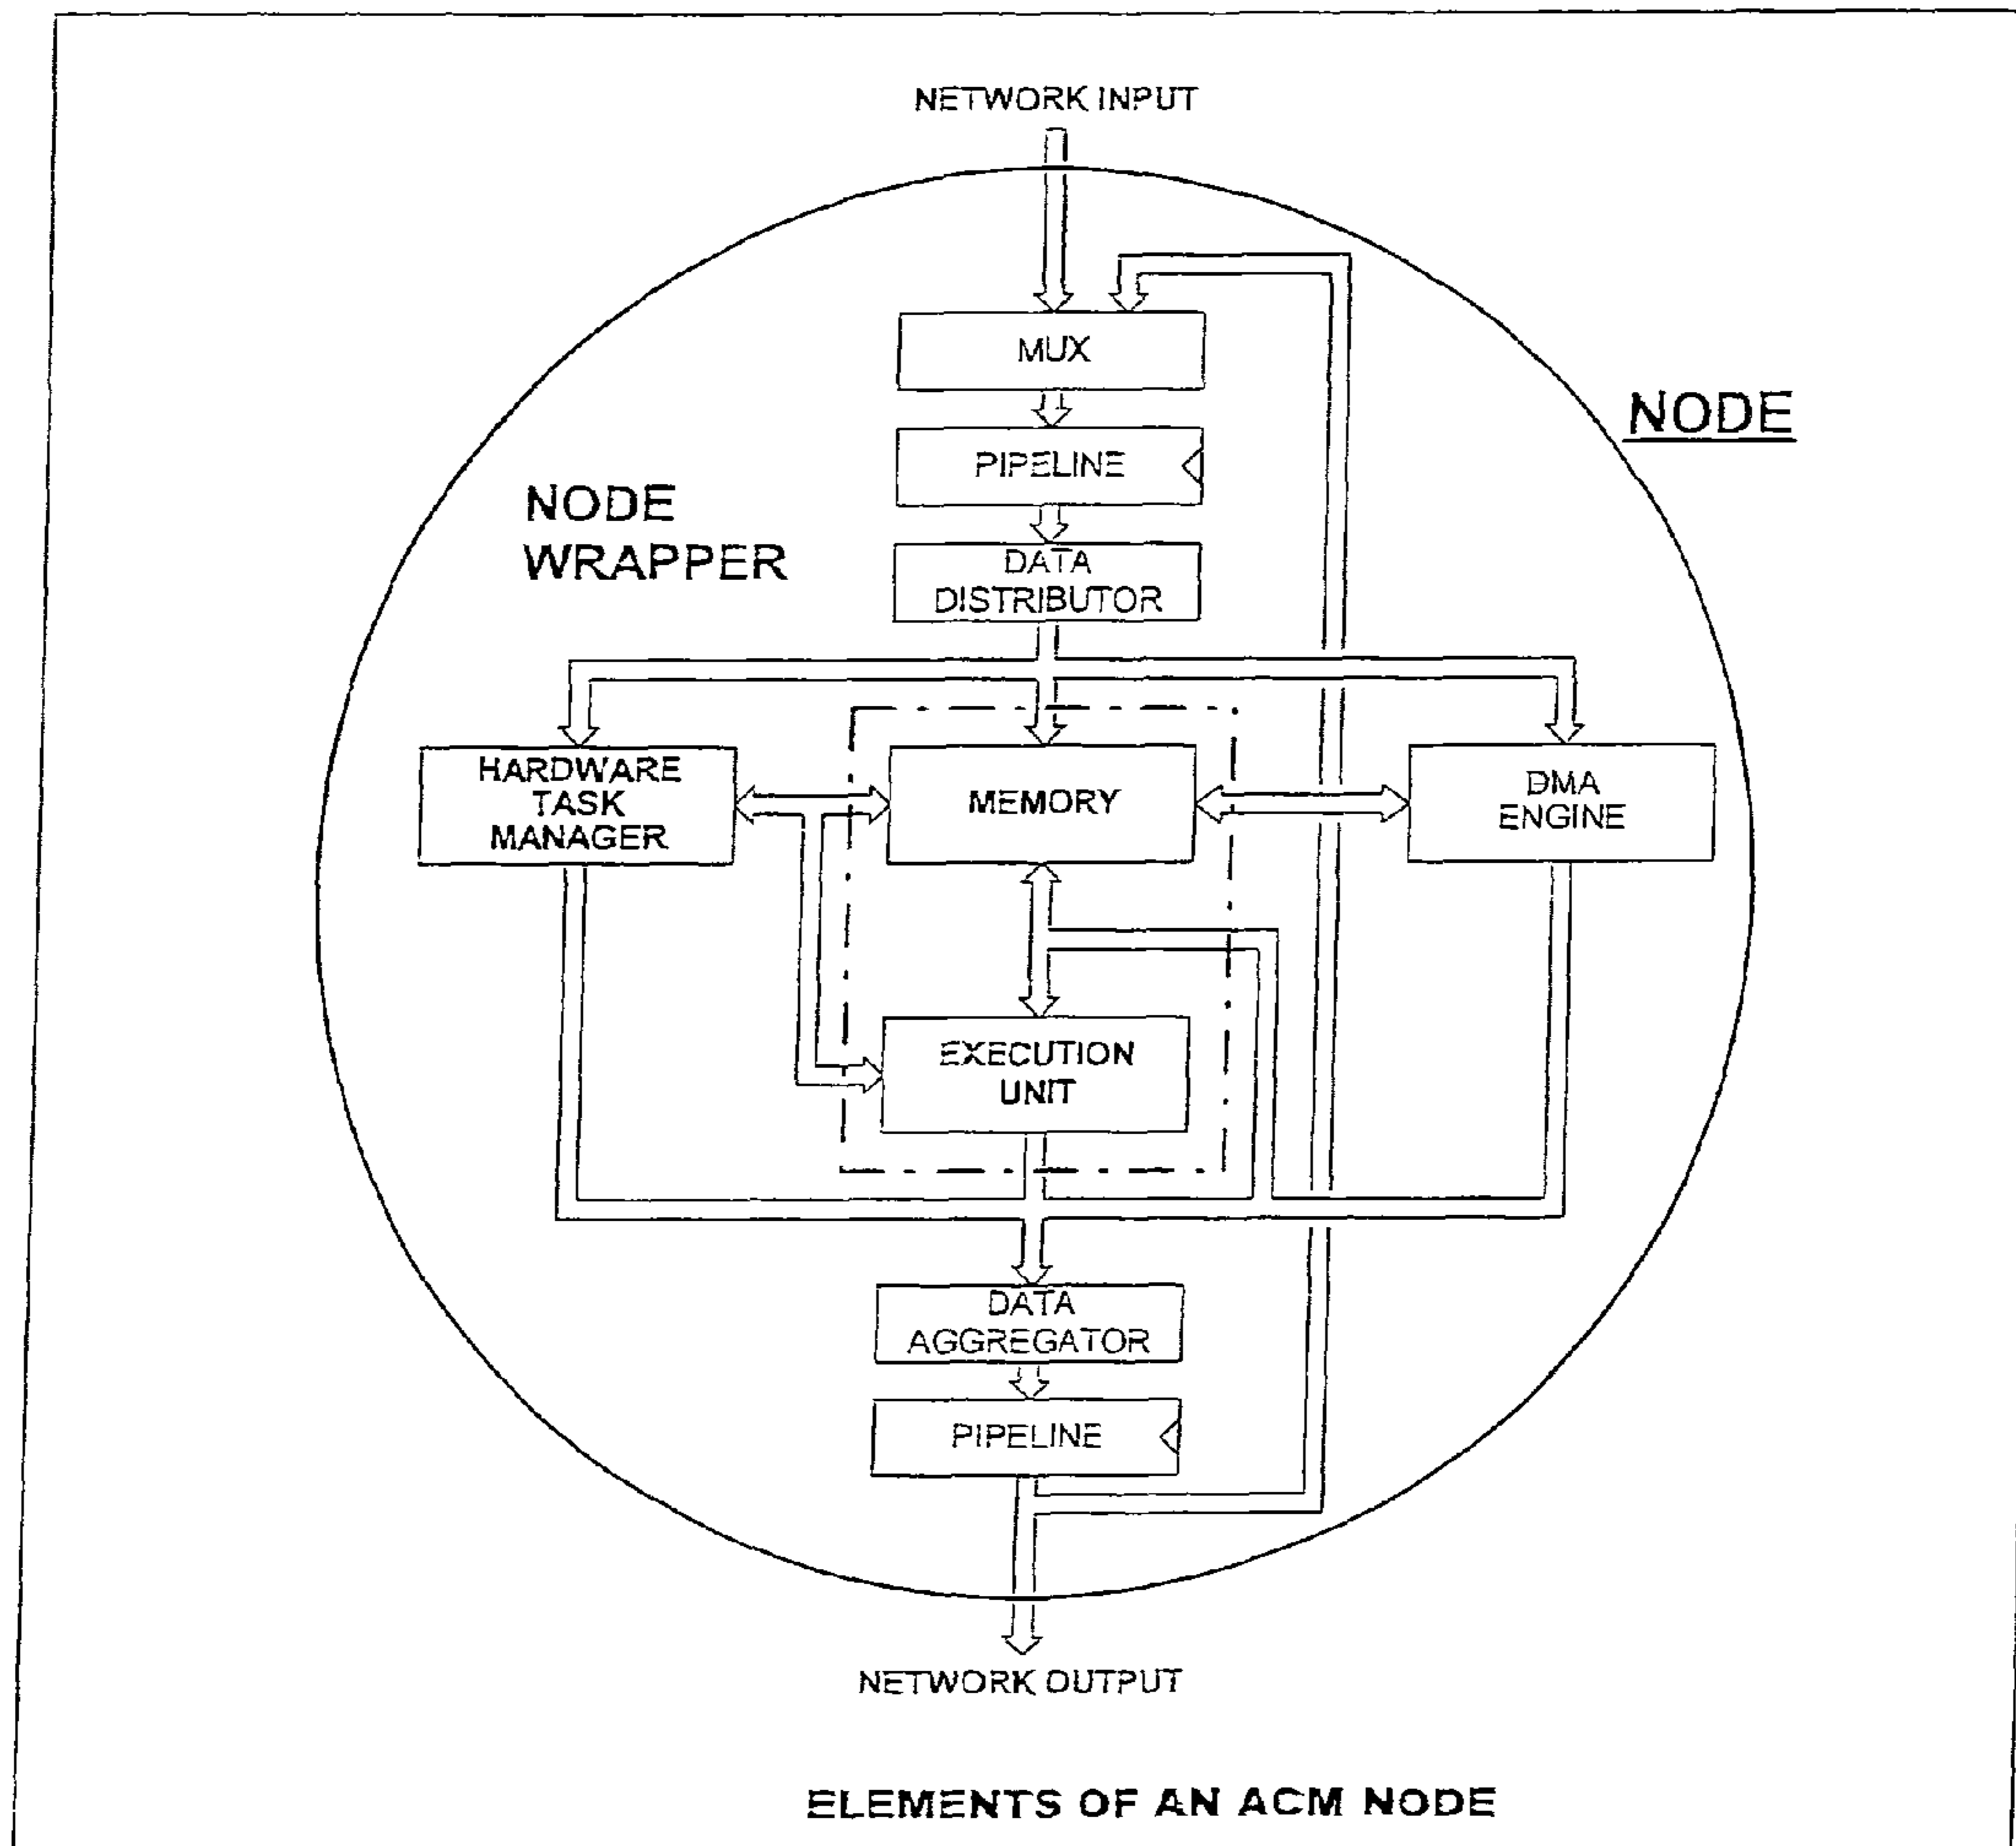 NETWORK INPUT
MUX
NODE
PIPELINE
NODE
WRAPPER
DATA
DISTRIBUTOR
HARDWARE
TASK
MANAGER
MEMORY
DMA
ENGINE
EXECUTION
UNIT
DATA
AGGREGATOR
PIPELINE
NETWORK OUTPUT
ELEMENTS OF AN ACM NODE